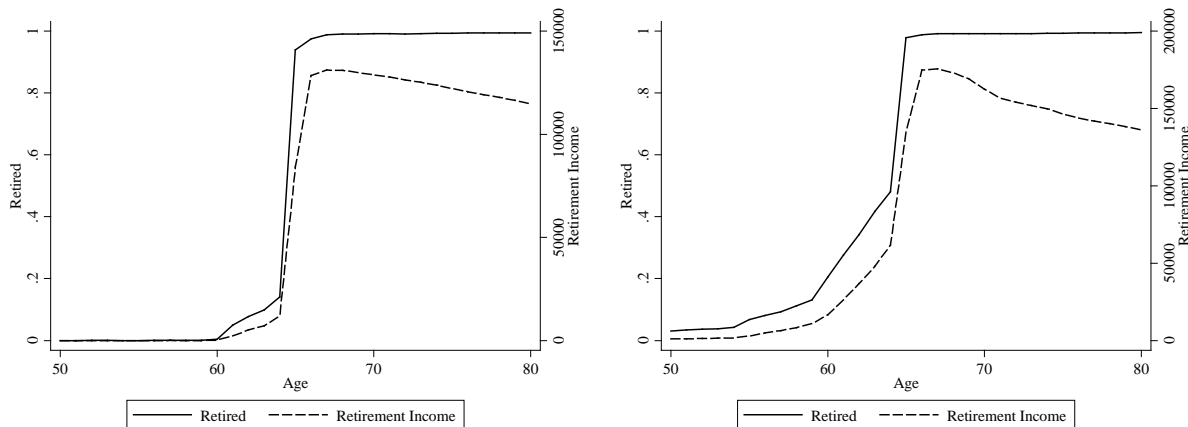 1
.8
.6
.4
.2
0
Retired
150000
100000
50000
0
Retirement Income
50
60
70
80
Age
Retired
Retirement Income
1
.8
.6
.4
.2
0
Retired
200000
150000
100000
50000
0
Retirement Income
50
60
70
80
Age
Retired
Retirement Income